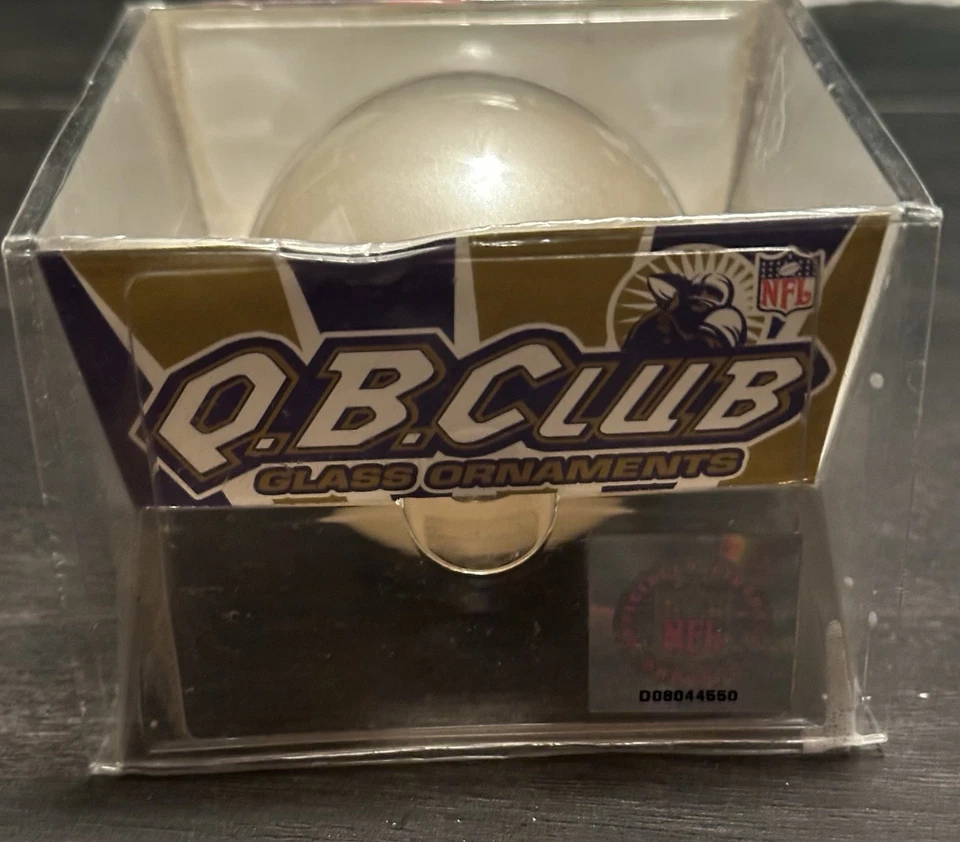 NFL
Q.B.CLUB
GLASS ORNAMENTS
NFL
D08044550